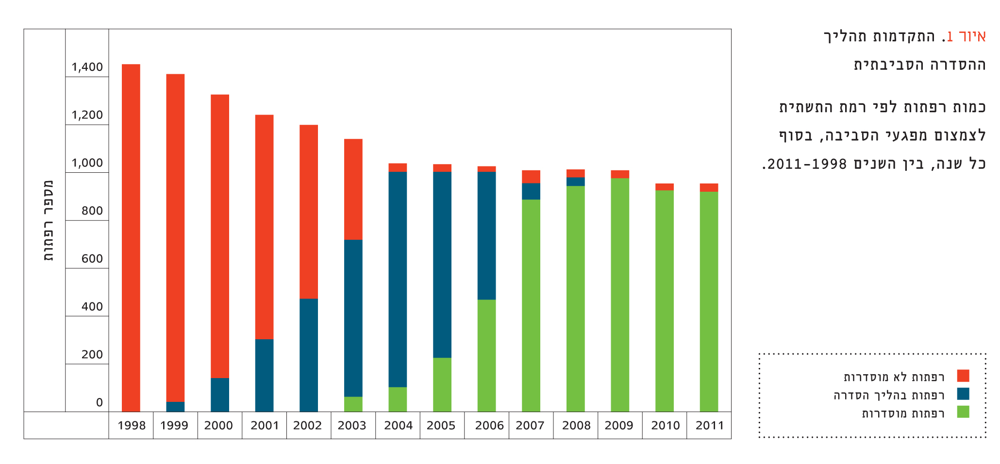 איור 1. התקדמות תהליך
ההסדרה הסביבתית
כמות רפתות לפי רמת התשתית
לצמצום מפגעי הסביבה, בסוף
כל שנה, בין השנים 2011-1998.
מספר רפתות
1,400
1,200
1,000
800
600
400
200
0
1998 1999 2000 2001 2002 2003 2004 2005 2006 2007 2008 2009 2010 2011
רפתות לא מוסדרות
רפתות בהליך הסדרה
רפתות מוסדרות